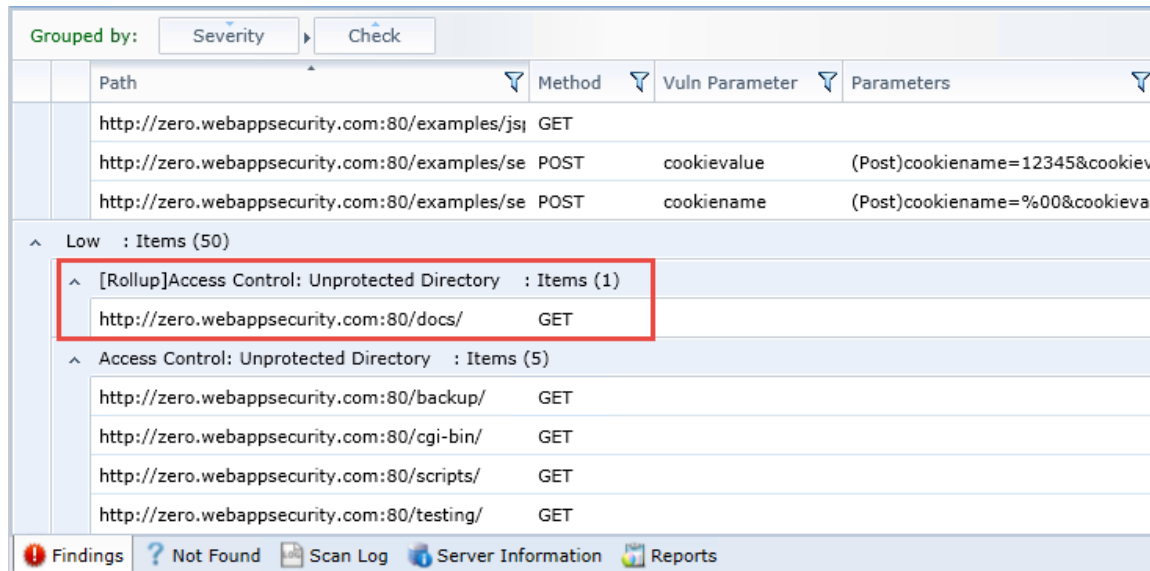 Grouped by: Severity Check
Path Method Vuln Parameter Parameters
http://zero.webappsecurity.com:80/examples/jsp GET
http://zero.webappsecurity.com:80/examples/se POST cookievalue (Post)cookiename=12345&cookiev
http://zero.webappsecurity.com:80/examples/se POST cookiename (Post)cookiename=%00&cookieva
Low : Items (50)
[Rollup]Access Control: Unprotected Directory : Items (1)
http://zero.webappsecurity.com:80/docs/ GET
Access Control: Unprotected Directory : Items (5)
http://zero.webappsecurity.com:80/backup/ GET
http://zero.webappsecurity.com:80/cgi-bin/ GET
http://zero.webappsecurity.com:80/scripts/ GET
http://zero.webappsecurity.com:80/testing/ GET
Findings Not Found Scan Log Server Information Reports